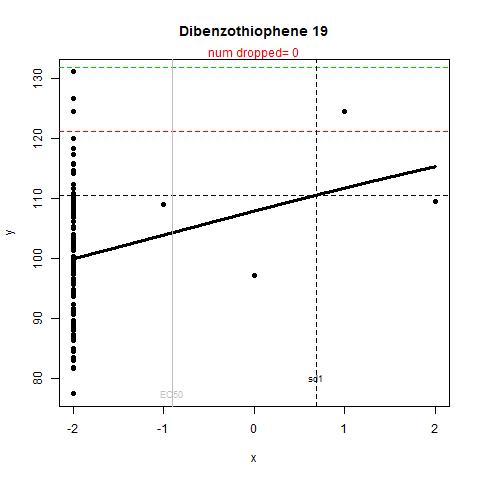 Dibenzothiophene 19
num dropped= 0
130
120
110
100
90
80
y
sd1
EC50
-2 -1 0 1 2
x